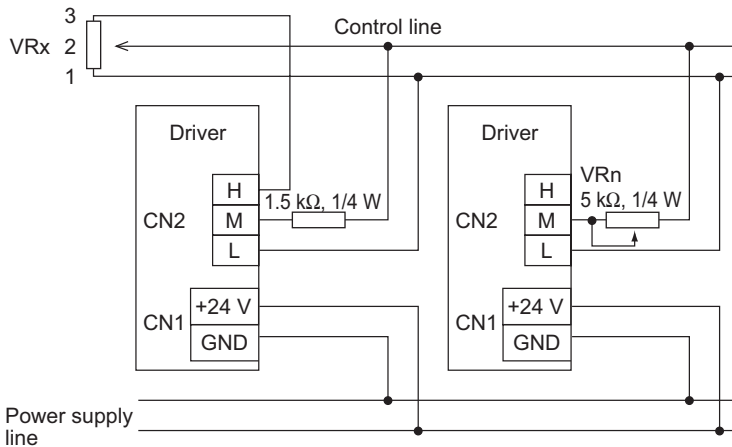 3
VRx 2
1
Control line
Driver
CN2
H
M
L
1.5 kΩ, 1/4 W
CN1
+24 V
GND
Driver
CN2
H
M
L
VRn
5 kΩ, 1/4 W
CN1
+24 V
GND
Power supply
line